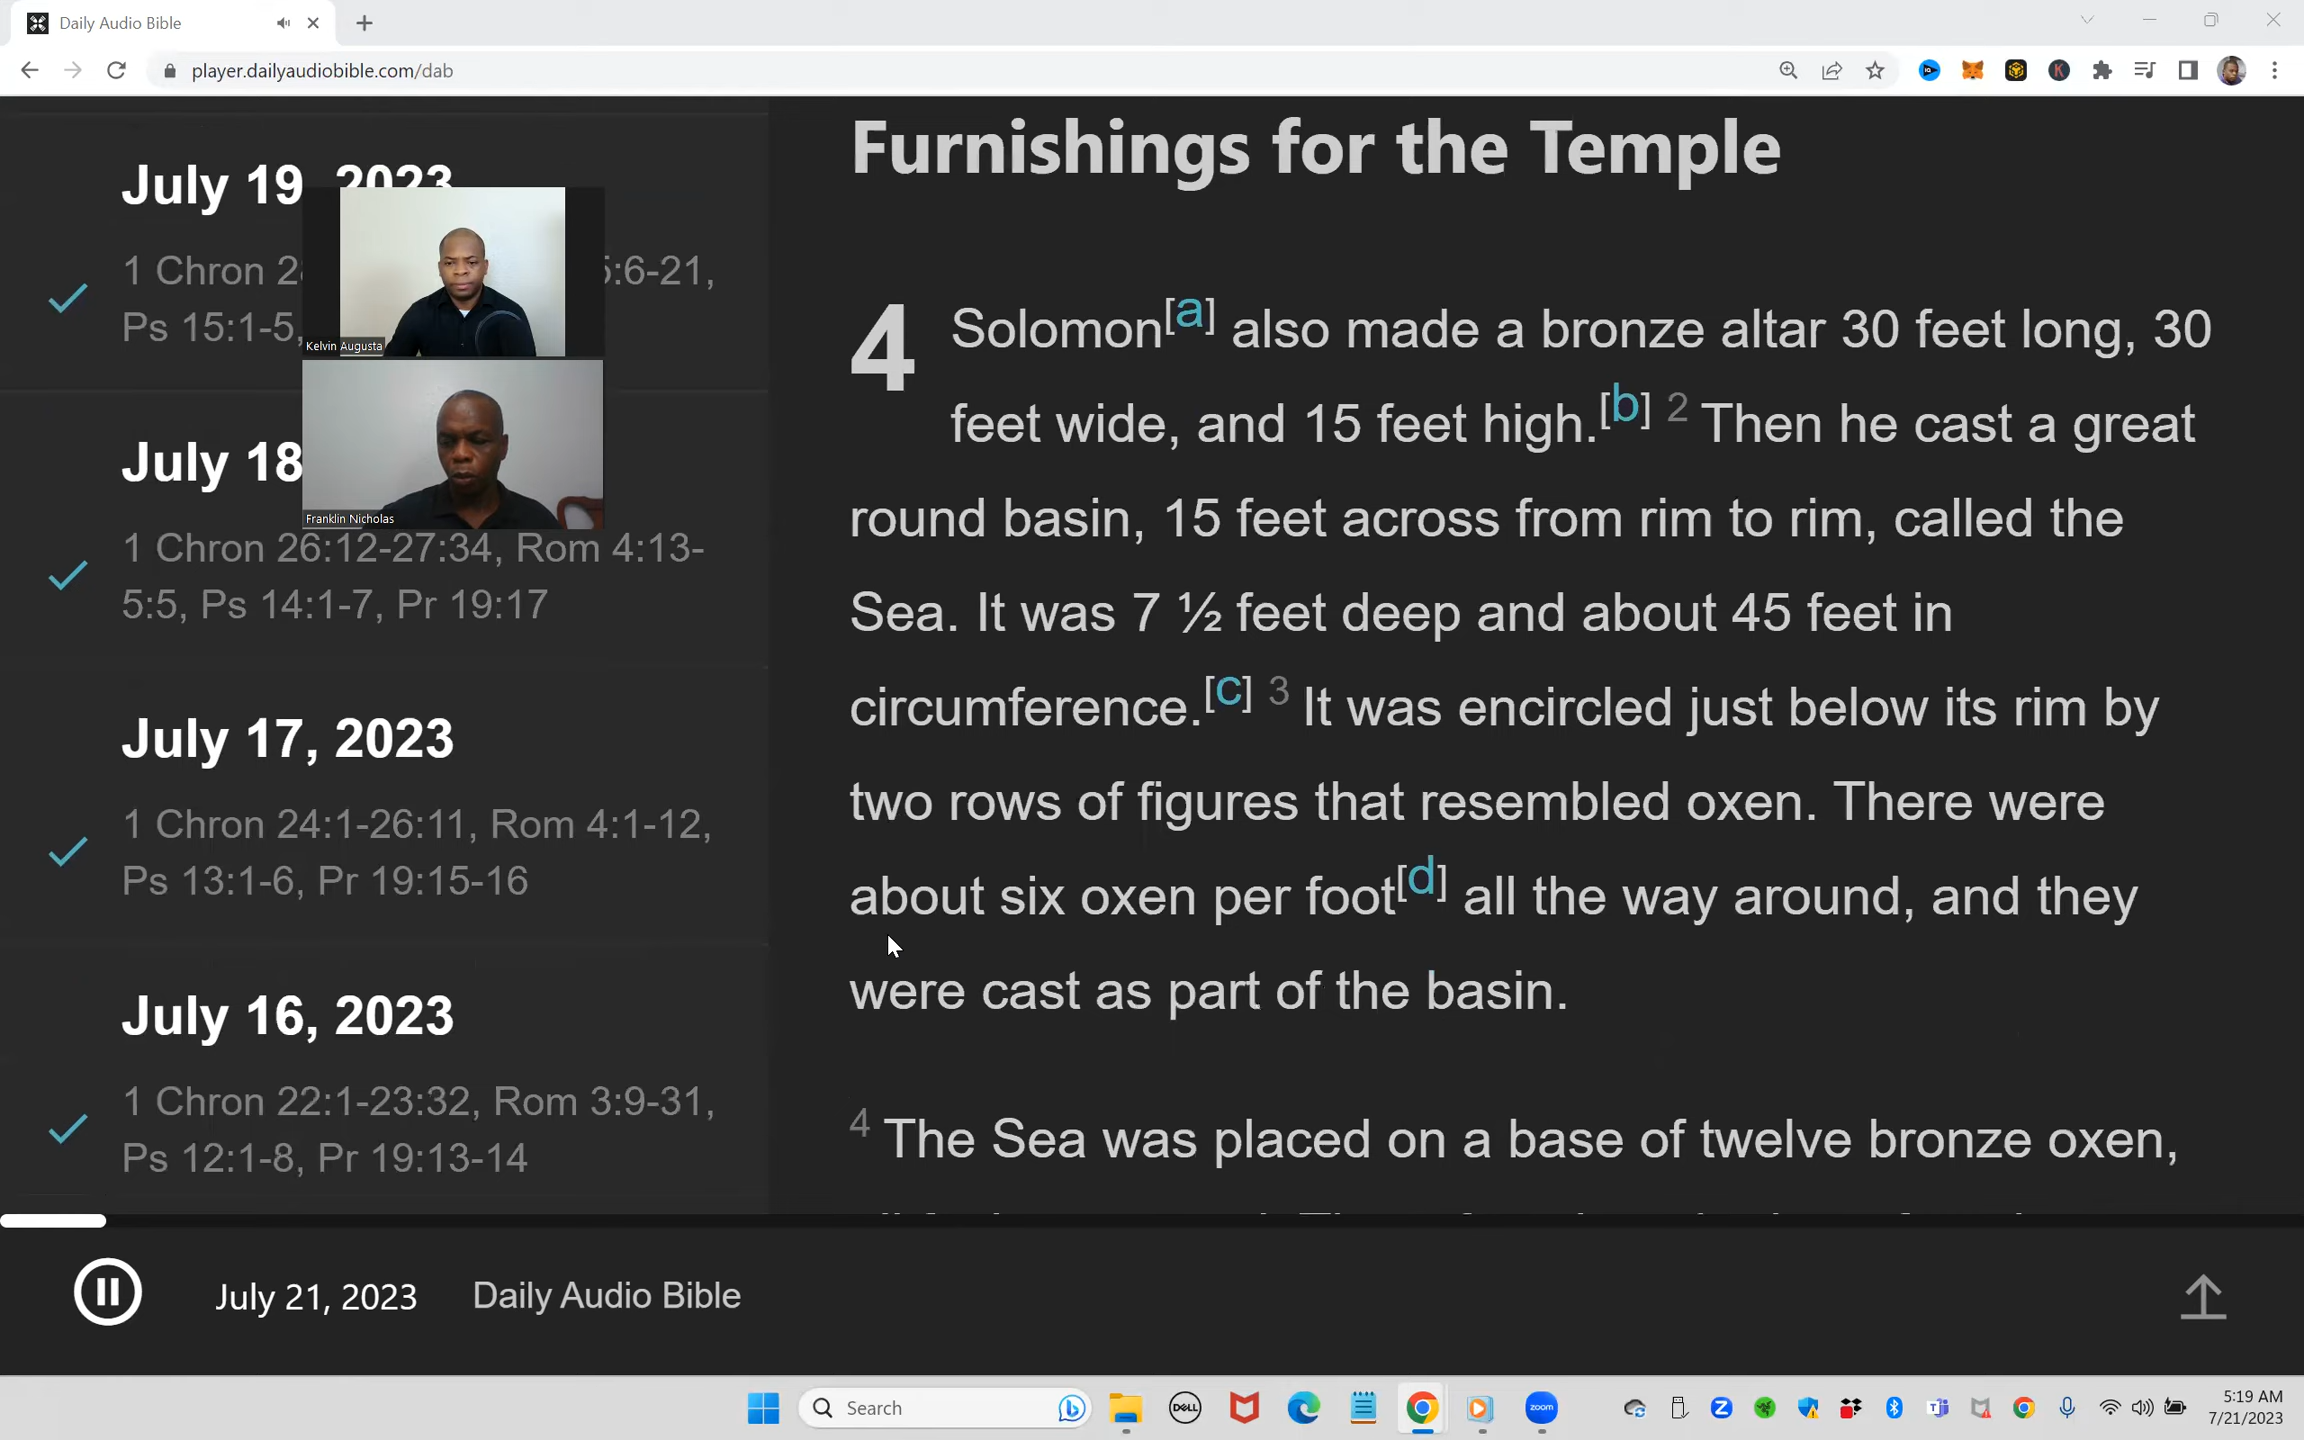 Daily Audio Bible
player.dailyaudiobible.com/dab
July 19, 2023
1 Chron 28 5:6-21,
Ps 15:1-5,
Kelvin Augusta
July 18
Franklin Nicholas
1 Chron 26:12-27:34, Rom 4:13-
5:5, Ps 14:1-7, Pr 19:17
July 17, 2023
1 Chron 24:1-26:11, Rom 4:1-12,
Ps 13:1-6, Pr 19:15-16
July 16, 2023
1 Chron 22:1-23:32, Rom 3:9-31,
Ps 12:1-8, Pr 19:13-14
Furnishings for the Temple
4 Solomon[a] also made a bronze altar 30 feet long, 30
feet wide, and 15 feet high.[b] 2 Then he cast a great
round basin, 15 feet across from rim to rim, called the
Sea. It was 7 ½ feet deep and about 45 feet in
circumference.[c] 3 It was encircled just below its rim by
two rows of figures that resembled oxen. There were
about six oxen per foot[d] all the way around, and they
were cast as part of the basin.
4 The Sea was placed on a base of twelve bronze oxen,
July 21, 2023 Daily Audio Bible
Search
DELL
zoom
5:19 AM
7/21/2023